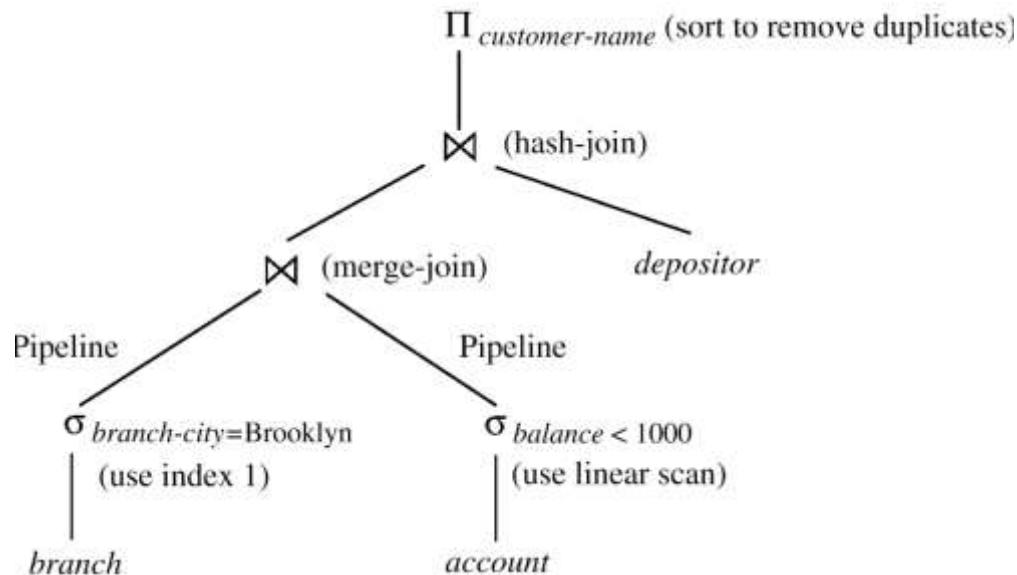 Π customer-name (sort to remove duplicates)
⋈ (hash-join)
⋈ (merge-join)
depositor
Pipeline
Pipeline
σ branch-city=Brooklyn
(use index 1)
σ balance < 1000
(use linear scan)
branch
account